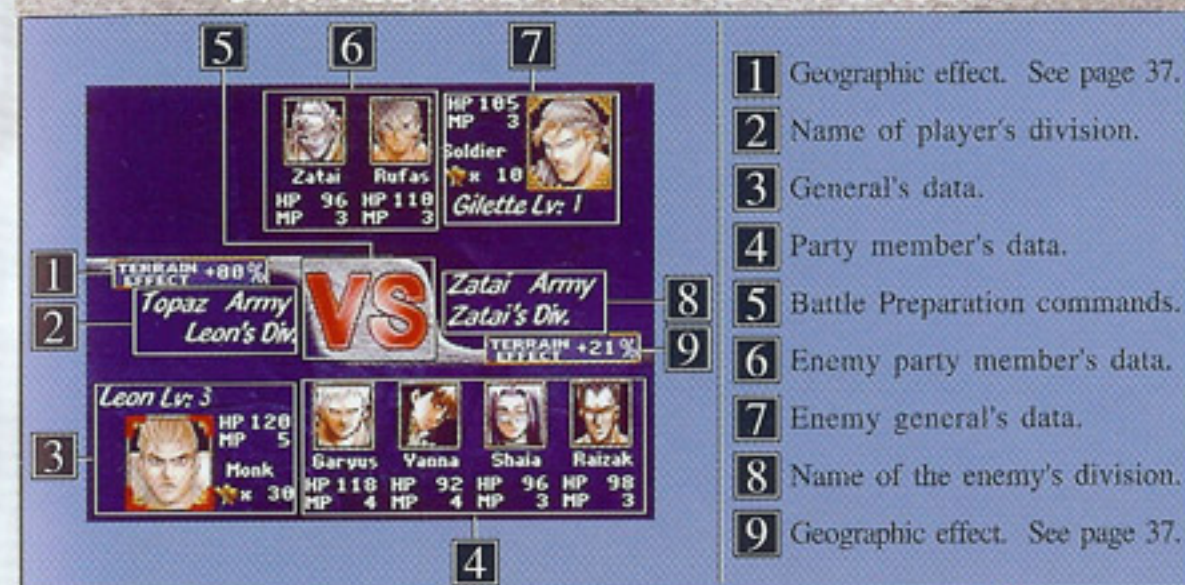 5 6 7
Zatai Rufas
HP 96 HP 110
MP 3 MP 3
HP 105
MP 3
Soldier
x 10
Gilette Lv: 1
1
TERRAIN EFFECT +80%
2
Topaz Army
Leon's Div.
VS
Zatai Army
Zatai's Div.
8
TERRAIN EFFECT +21%
9
3
Leon Lv: 3
HP 120
MP 5
Monk
x 30
Garyus Yanna Shaia Raizak
HP 118 HP 92 HP 96 HP 98
MP 4 MP 4 MP 3 MP 3
4
1 Geographic effect. See page 37.
2 Name of player's division.
3 General's data.
4 Party member's data.
5 Battle Preparation commands.
6 Enemy party member's data.
7 Enemy general's data.
8 Name of the enemy's division.
9 Geographic effect. See page 37.